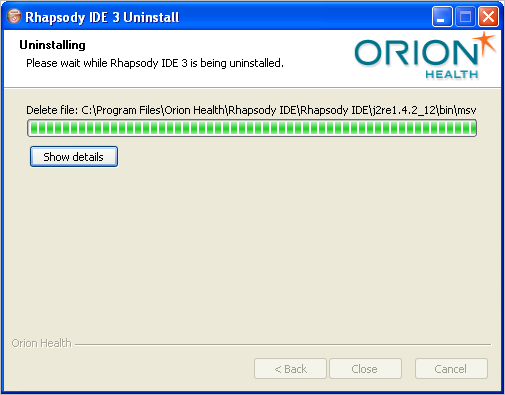 Rhapsody IDE 3 Uninstall
Uninstalling
Please wait while Rhapsody IDE 3 is being uninstalled.
ORION
HEALTH
Delete file: C:\Program Files\Orion Health\Rhapsody IDE\Rhapsody IDE\j2re1.4.2_12\bin\msv
Show details
Orion Health
< Back
Close
Cancel